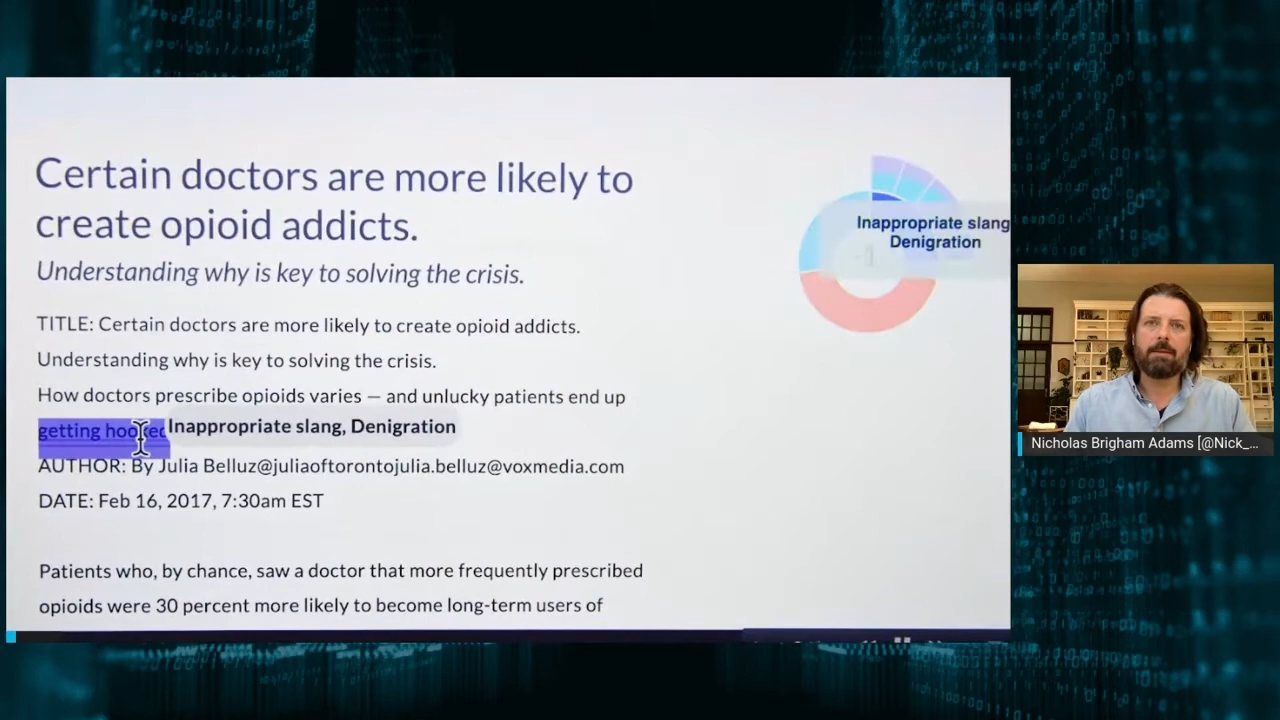 Certain doctors are more likely to
create opioid addicts.
Understanding why is key to solving the crisis.
TITLE: Certain doctors are more likely to create opioid addicts.
Understanding why is key to solving the crisis.
How doctors prescribe opioids varies — and unlucky patients end up
getting hooked
Inappropriate slang, Denigration
AUTHOR: By Julia Belluz@juliaoftorontojulia.belluz@voxmedia.com
DATE: Feb 16, 2017, 7:30am EST
Patients who, by chance, saw a doctor that more frequently prescribed
opioids were 30 percent more likely to become long-term users of
Inappropriate slang
Denigration
-1
Nicholas Brigham Adams [@Nick_...